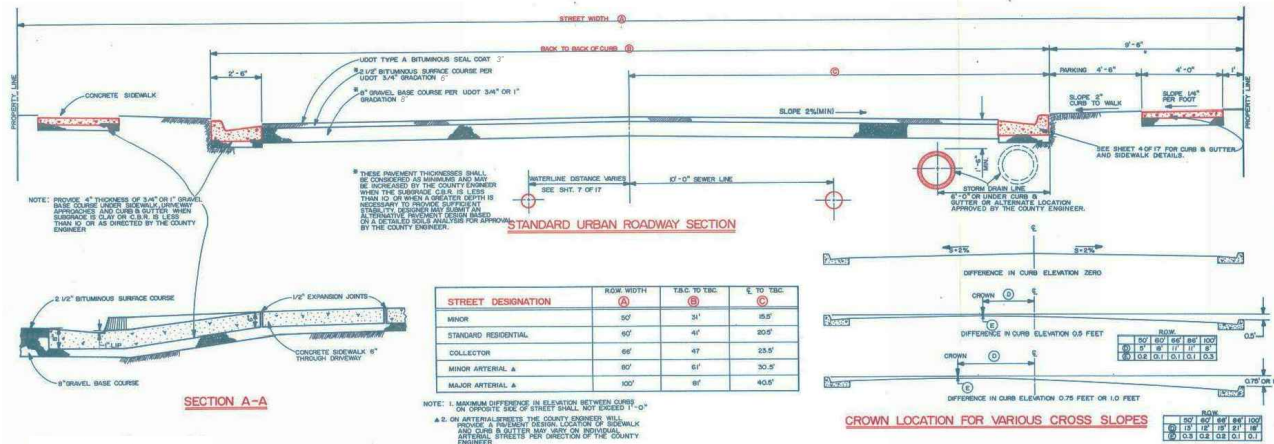 STREET WIDTH A
BACK TO BACK OF CURB B
9'-6"
PROPERTY LINE
PROPERTY LINE
2'-6"
UDOT TYPE A BITUMINOUS SEAL COAT 3"
* 2 1/2" BITUMINOUS SURFACE COURSE PER
UDOT 3/4" GRADATION
* 8" GRAVEL BASE COURSE PER UDOT 3/4" OR 1"
GRADATION 8"
C
PARKING 4'-6"
4'-0"
1'
CONCRETE SIDEWALK
SLOPE 2% (MIN)
SLOPE 2"
CURB TO WALK
SLOPE 1/4"
PER FOOT
SEE SHEET 4 OF 17 FOR CURB & GUTTER
AND SIDEWALK DETAILS.
1'-6"
MIN.
* THESE PAVEMENT THICKNESSES SHALL
BE CONSIDERED AS MINIMUMS AND MAY
BE INCREASED BY THE COUNTY ENGINEER
WHEN THE SUBGRADE C.B.R. IS LESS
THAN 10 OR WHEN A GREATER DEPTH IS
NECESSARY TO PROVIDE SUFFICIENT
STABILITY. DESIGNER MAY SUBMIT AN
ALTERNATIVE PAVEMENT DESIGN BASED
ON A DETAILED SOILS ANALYSIS FOR APPROVAL
BY THE COUNTY ENGINEER.
WATERLINE DISTANCE VARIES
SEE SHT. 7 OF 17
10'-0" SEWER LINE
STORM DRAIN LINE
6'-0" OR UNDER CURB &
GUTTER OR ALTERNATE LOCATION
APPROVED BY THE COUNTY ENGINEER.
NOTE: PROVIDE 4" THICKNESS OF 3/4" OR 1" GRAVEL
BASE COURSE UNDER SIDEWALK, DRIVEWAY
APPROACHES AND CURB & GUTTER WHEN
SUBGRADE IS CLAY OR C.B.R. IS LESS
THAN 10 OR AS DIRECTED BY THE COUNTY
ENGINEER
STANDARD URBAN ROADWAY SECTION
2 1/2" BITUMINOUS SURFACE COURSE
1/2" EXPANSION JOINTS
1" LIP
CONCRETE SIDEWALK 6"
THROUGH DRIVEWAY
8" GRAVEL BASE COURSE
SECTION A-A
STREET DESIGNATION R.O.W. WIDTH A T.B.C. TO T.B.C. B ℄ TO T.B.C. C
MINOR 50' 31' 15.5'
STANDARD RESIDENTIAL 60' 41' 20.5'
COLLECTOR 66' 47 23.5'
MINOR ARTERIAL ▲ 80' 61' 30.5'
MAJOR ARTERIAL ▲ 100' 81' 40.5'
NOTE: 1. MAXIMUM DIFFERENCE IN ELEVATION BETWEEN CURBS
ON OPPOSITE SIDE OF STREET SHALL NOT EXCEED 1'-0"
▲ 2. ON ARTERIAL STREETS THE COUNTY ENGINEER WILL
PROVIDE A PAVEMENT DESIGN, LOCATION OF SIDEWALK
AND CURB & GUTTER MAY VARY ON INDIVIDUAL
ARTERIAL STREETS PER DIRECTION OF THE COUNTY
ENGINEER
℄
S=2% S=2%
DIFFERENCE IN CURB ELEVATION ZERO
CROWN D ℄
E
DIFFERENCE IN CURB ELEVATION 0.5 FEET
0.5'
R.O.W.
50' 60' 66' 86' 100'
D 5' 8' 11' 11' 8'
E 0.2 0.1 0.1 0.1 0.3
CROWN D
E
DIFFERENCE IN CURB ELEVATION 0.75 FEET OR 1.0 FEET
0.75' OR 1
R.O.W.
50' 60' 66' 86' 100'
D 13' 12' 15' 21' 18'
E 0.3 0.2 0.2 0.1 0.1
CROWN LOCATION FOR VARIOUS CROSS SLOPES